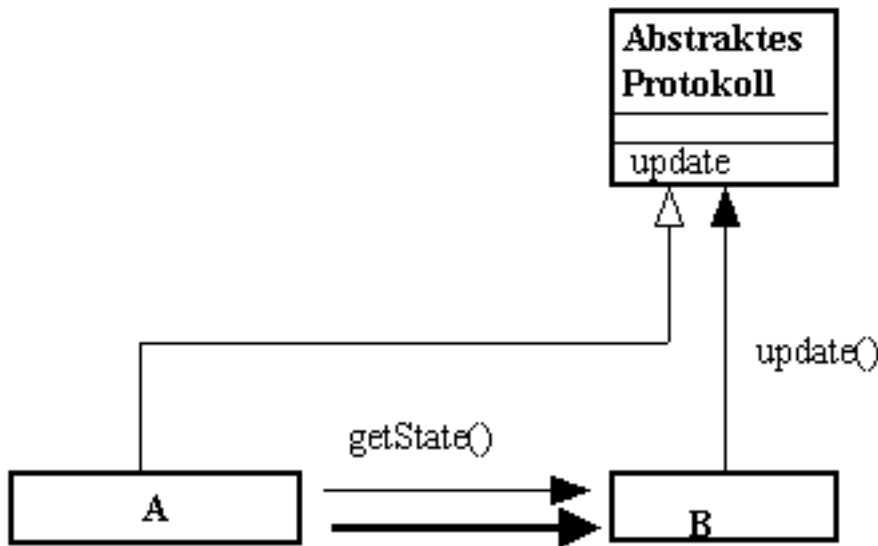 Abstraktes
Protokoll
update
update()
getState()
A
B